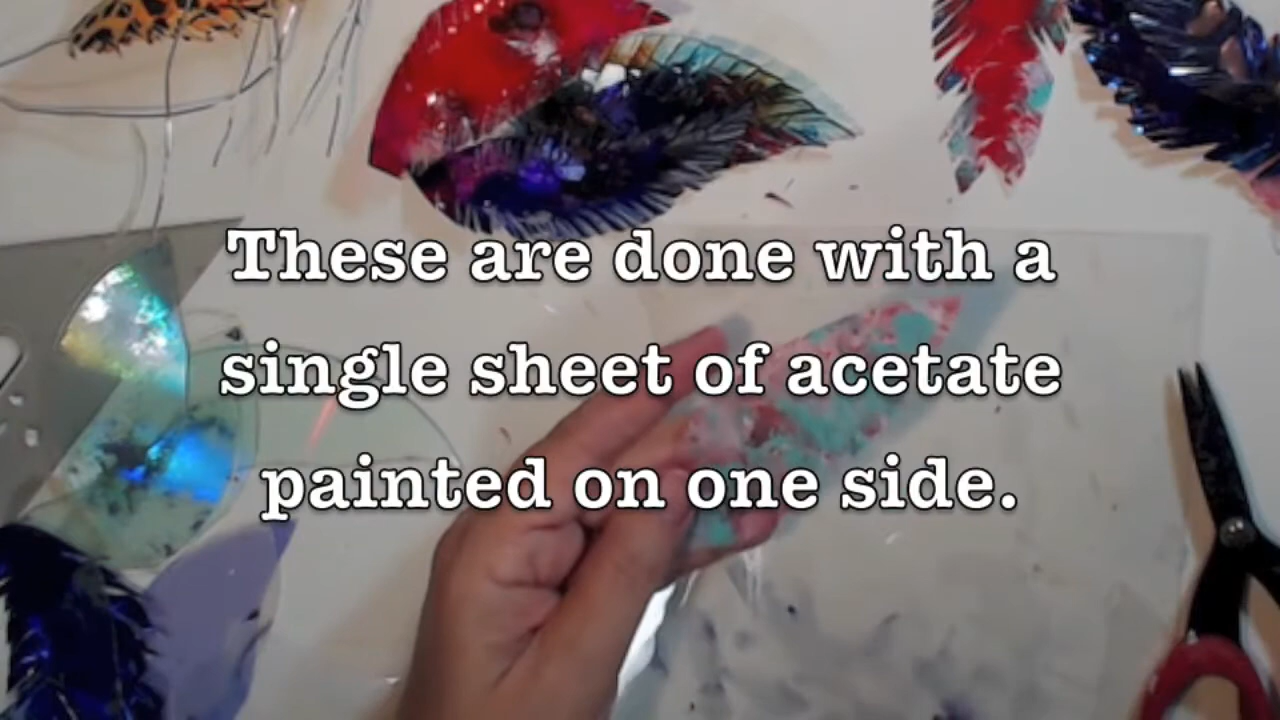 These are done with a
single sheet of acetate
painted on one side.